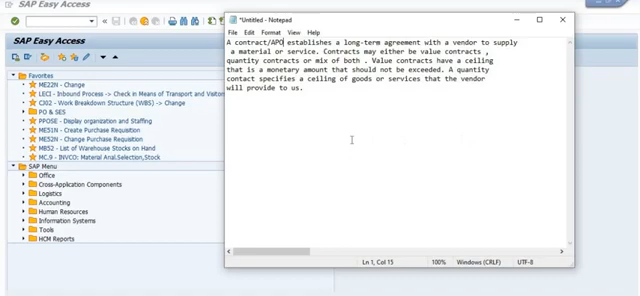 SAP Easy Access
*Untitled - Notepad
File Edit Format View Help
A contract/APO establishes a long-term agreement with a vendor to supply
a material or service. Contracts may either be value contracts ,
quantity contracts or mix of both . Value contracts have a ceiling
that is a monetary amount that should not be exceeded. A quantity
contact specifies a ceiling of goods or services that the vendor
will provide to us.
Ln 1, Col 15 100% Windows (CRLF) UTF-8
SAP Easy Access
Favorites
ME22N - Change
LECI - Inbound Process -> Check in Means of Transport and Visitor
CJ02 - Work Breakdown Structure (WBS) -> Change
PO & SES
PPOSE - Display organization and Staffing
ME51N - Create Purchase Requisition
ME52N - Change Purchase Requisition
MB52 - List of Warehouse Stocks on Hand
MC.9 - INVCO: Material Anal.Selection,Stock
SAP Menu
Office
Cross-Application Components
Logistics
Accounting
Human Resources
Information Systems
Tools
HCM Reports